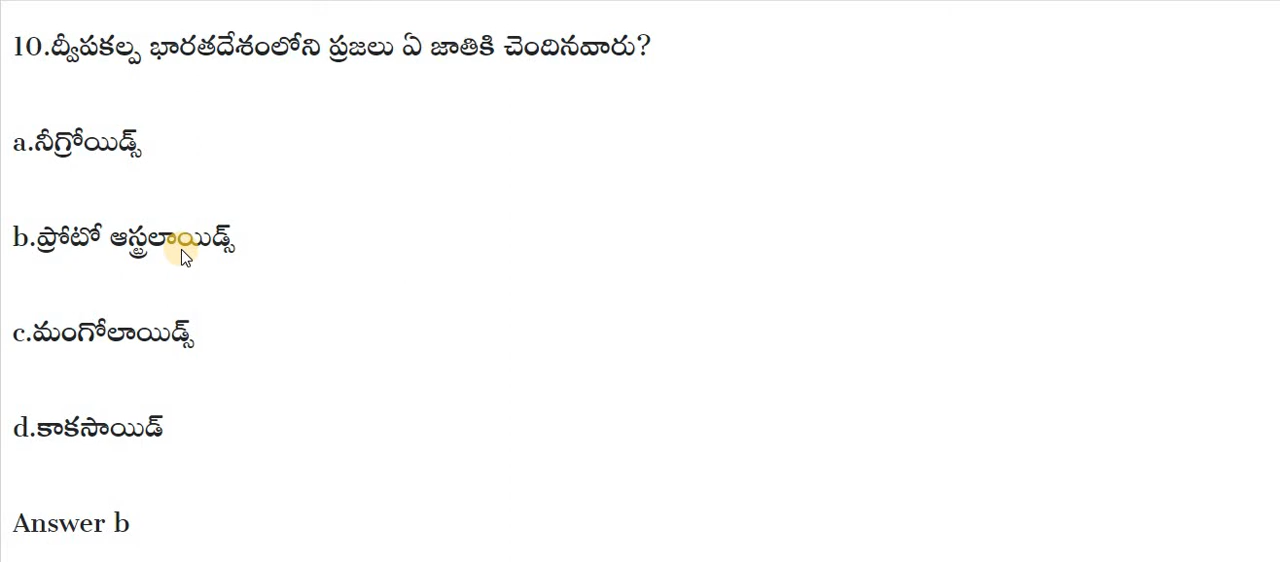 10.ద్వీపకల్ప భారతదేశంలోని ప్రజలు ఏ జాతికి చెందినవారు?
a.నీగ్రోయిడ్స్
b.ప్రోటో ఆస్ట్రలాయిడ్స్
c.మంగోలాయిడ్స్
d.కాకసాయిడ్
Answer b